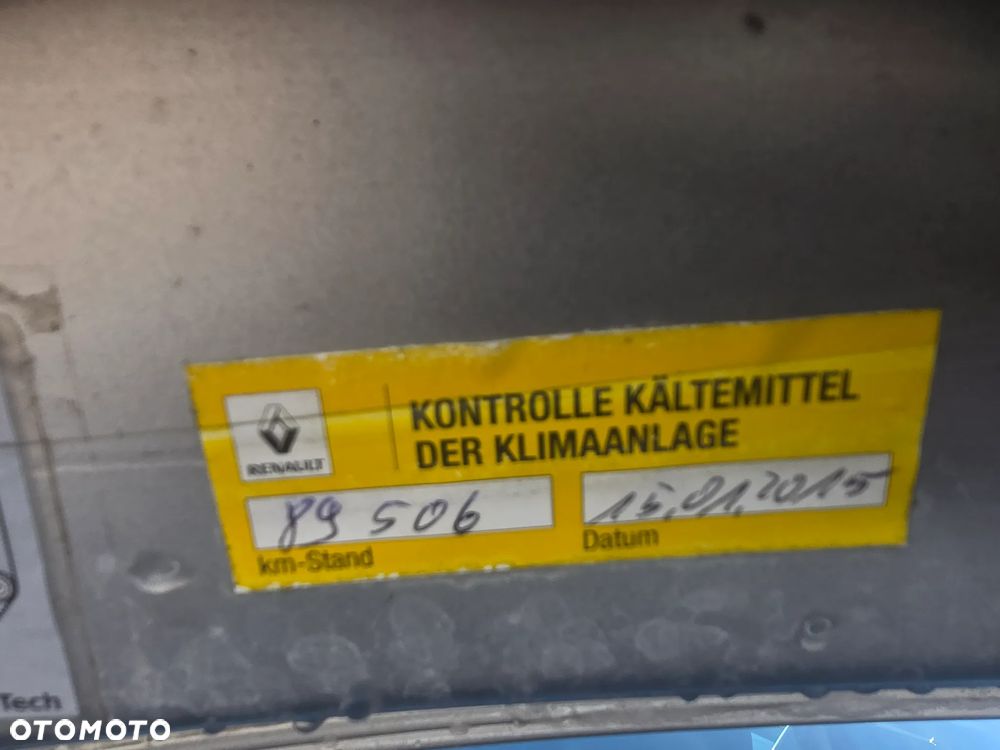 KONTROLLE KÄLTEMITTEL
DER KLIMAANLAGE
RENAULT
89 506
15.01.2015
km-Stand
Datum
Tech
OTOMOTO